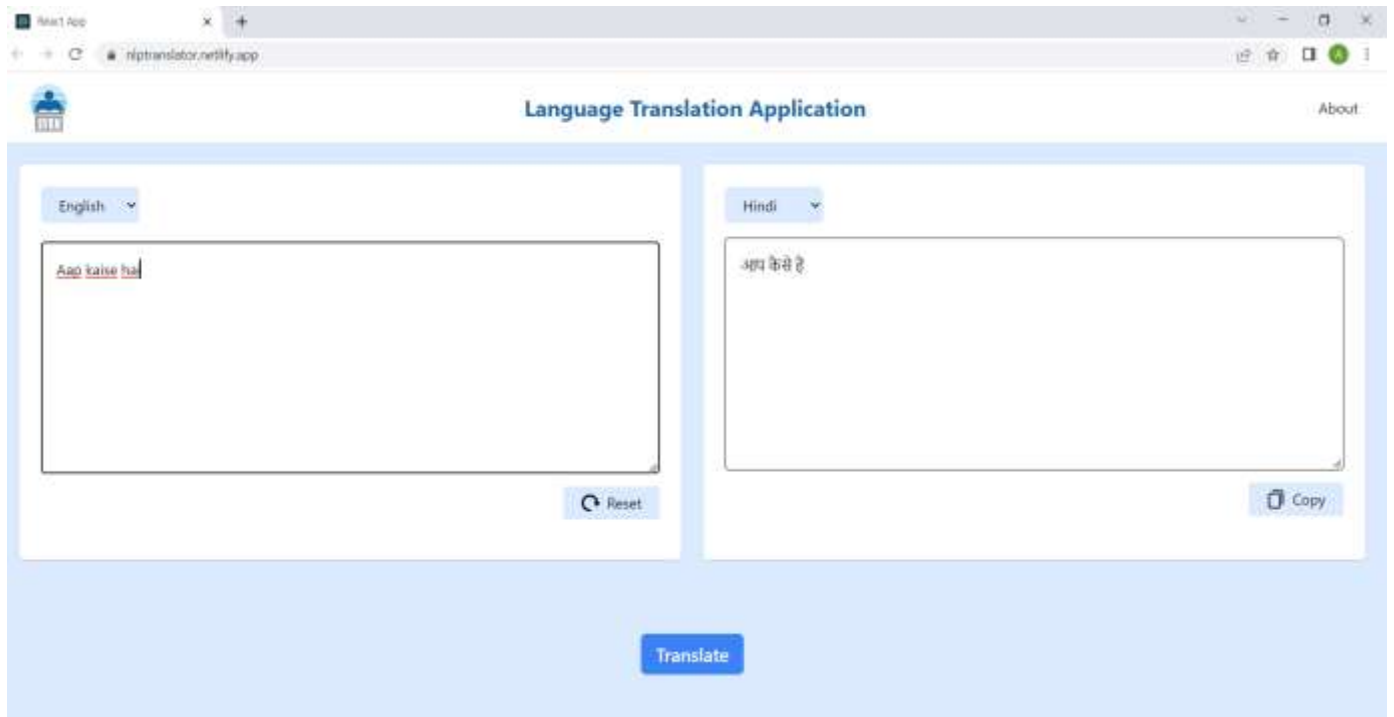 React App
nlptranslator.netlify.app
A
Language Translation Application
About
English
Hindi
Aap kaise hai
आप कैसे हैं
Reset
Copy
Translate